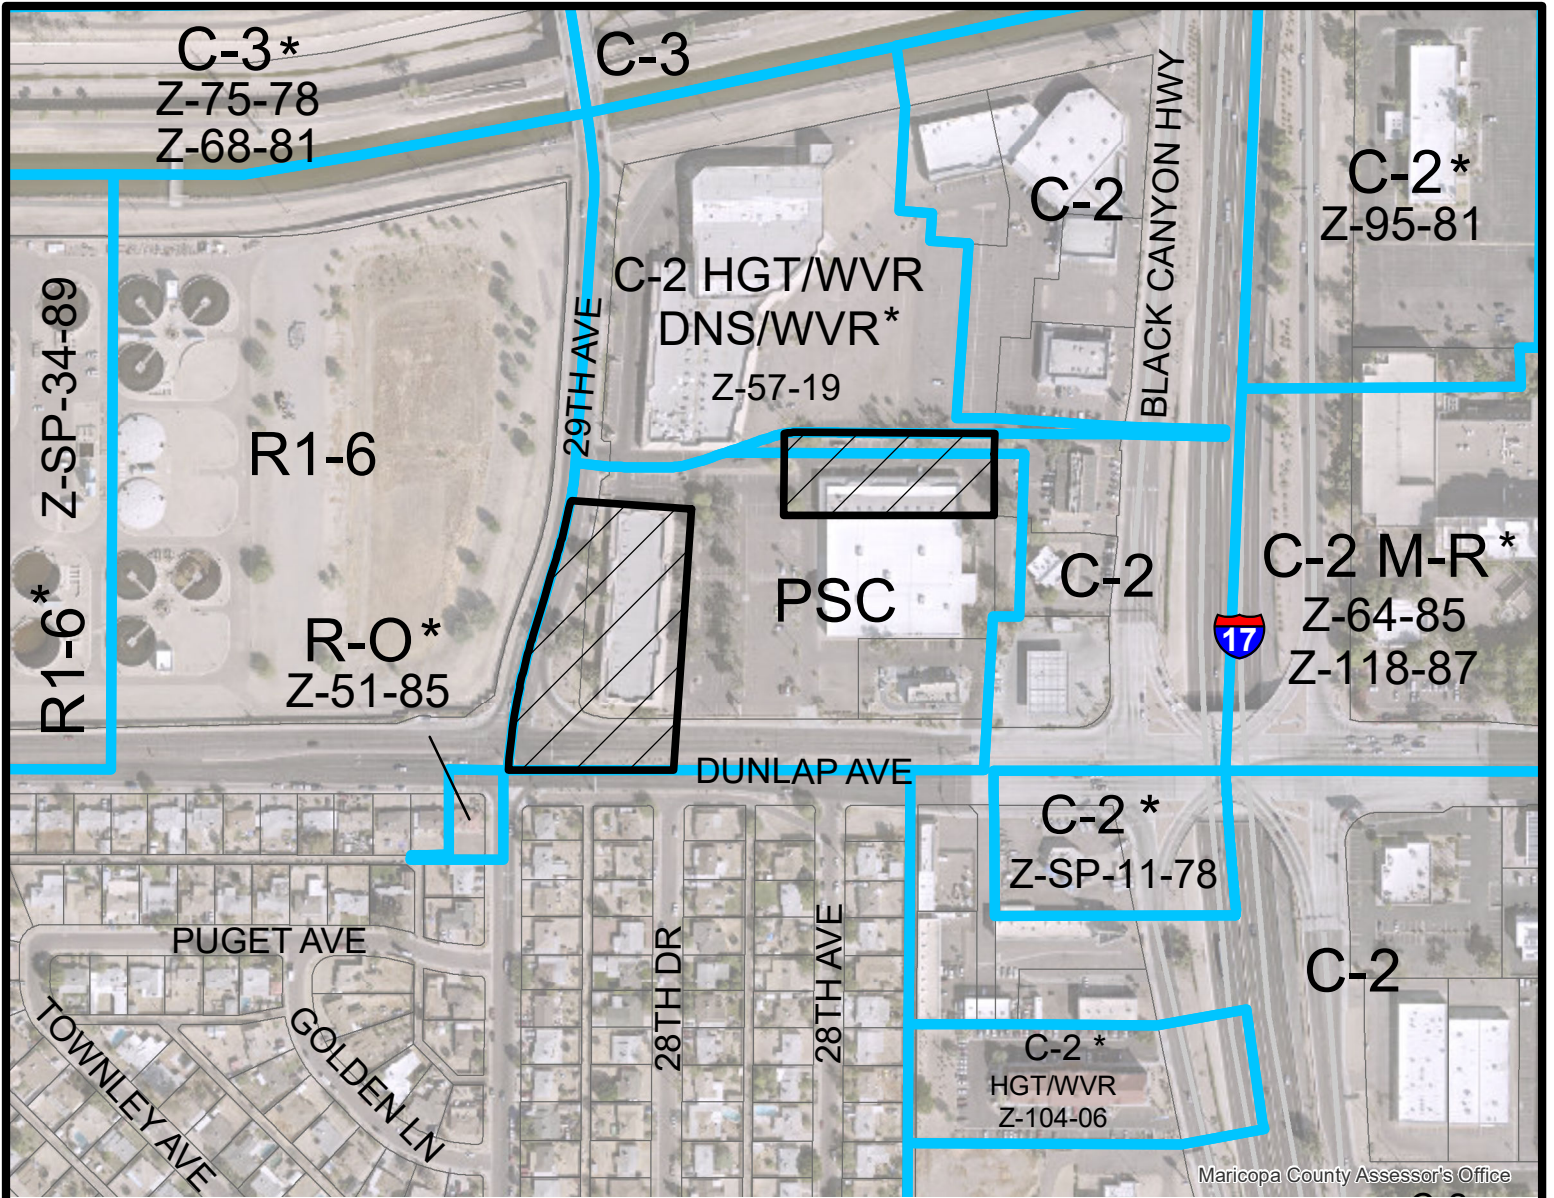 C-3*
Z-75-78
Z-68-81
C-3
C-2
BLACK CANYON HWY
C-2*
Z-95-81
Z-SP-34-89
R1-6*
R1-6
29TH AVE
C-2 HGT/WVR
DNS/WVR*
Z-57-19
R-O*
Z-51-85
PSC
C-2
17
C-2 M-R*
Z-64-85
Z-118-87
DUNLAP AVE
C-2 *
Z-SP-11-78
PUGET AVE
TOWNLEY AVE
GOLDEN LN
28TH DR
28TH AVE
C-2
C-2 *
HGT/WVR
Z-104-06
Maricopa County Assessor's Office